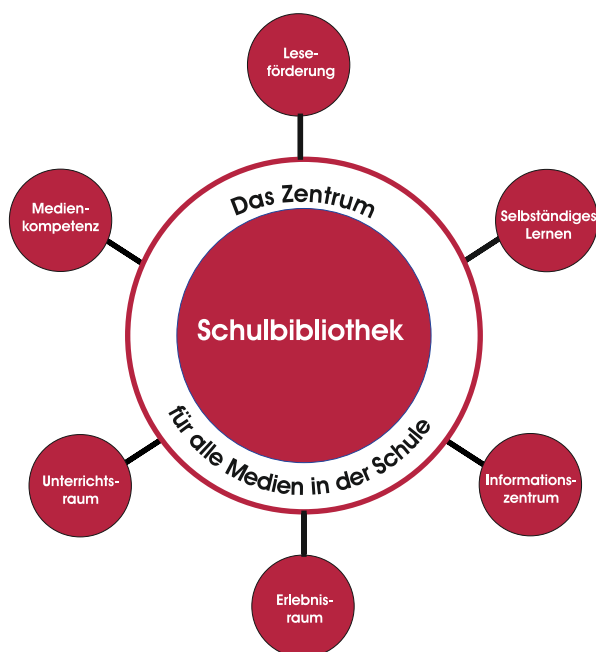 Lese-
förderung
Medien-
kompetenz
Das Zentrum
Selbständiges
Lernen
Schulbibliothek
für alle Medien in der Schule
Unterrichts-
raum
Informations-
zentrum
Erlebnis-
raum